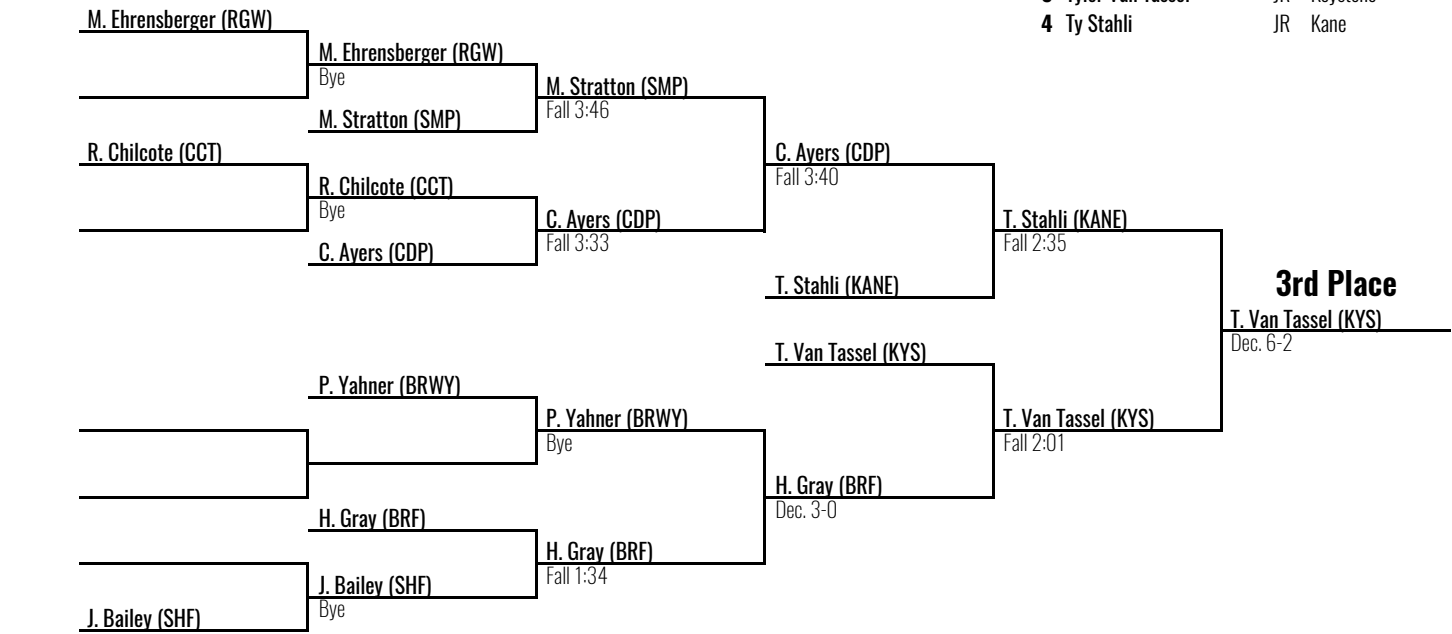 M. Ehrensberger (RGW)
4 Ty Stahli JR Kane
M. Ehrensberger (RGW)
Bye
M. Stratton (SMP)
Fall 3:46
M. Stratton (SMP)
R. Chilcote (CCT)
C. Ayers (CDP)
Fall 3:40
R. Chilcote (CCT)
Bye
C. Ayers (CDP)
Fall 3:33
C. Ayers (CDP)
T. Stahli (KANE)
Fall 2:35
T. Stahli (KANE)
3rd Place
T. Van Tassel (KYS)
Dec. 6-2
T. Van Tassel (KYS)
P. Yahner (BRWY)
P. Yahner (BRWY)
Bye
T. Van Tassel (KYS)
Fall 2:01
H. Gray (BRF)
Dec. 3-0
H. Gray (BRF)
H. Gray (BRF)
Fall 1:34
J. Bailey (SHF)
Bye
J. Bailey (SHF)